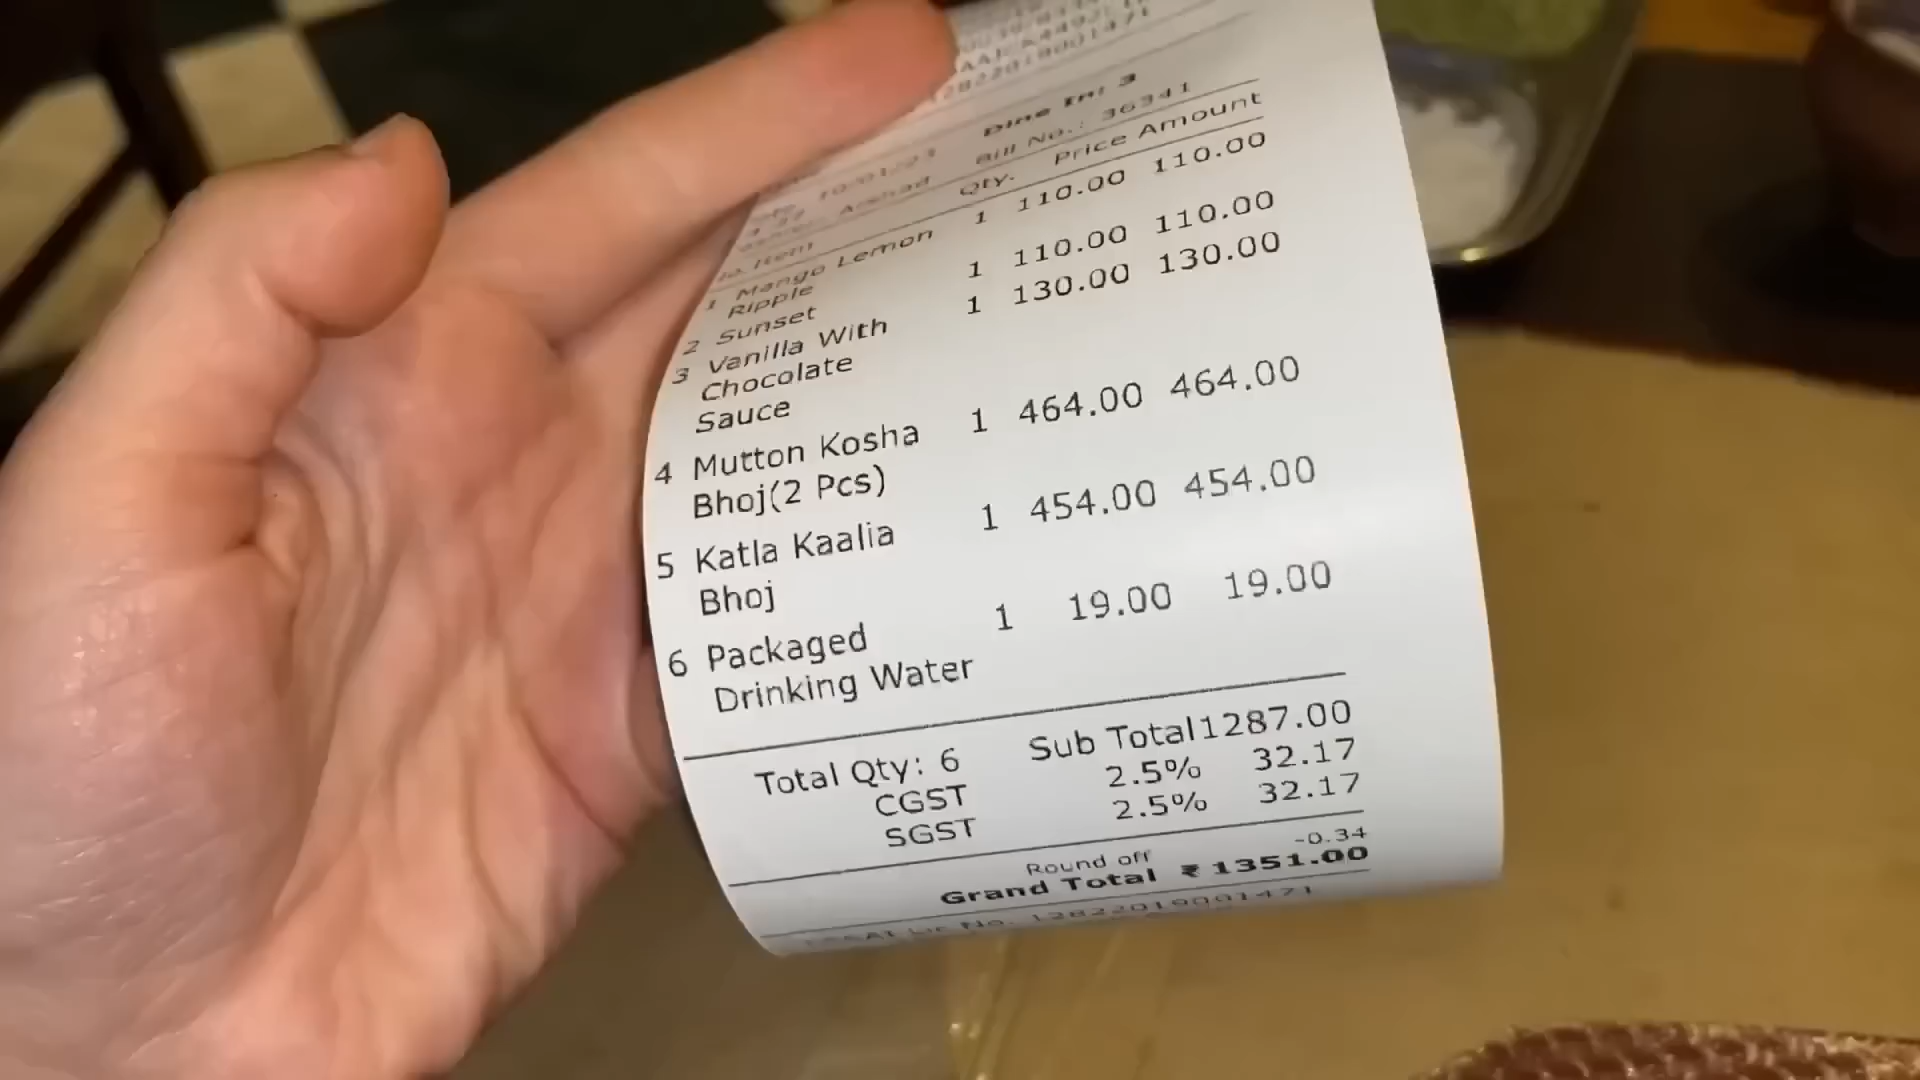 Dine In: 3
Bill No.: 36341
Qty. Price Amount
1 Mango Lemon 1 110.00 110.00
Ripple
2 Sunset 1 110.00 110.00
3 Vanilla With 1 130.00 130.00
Chocolate
Sauce
4 Mutton Kosha 1 464.00 464.00
Bhoj(2 Pcs)
5 Katla Kaalia 1 454.00 454.00
Bhoj
6 Packaged 1 19.00 19.00
Drinking Water
Total Qty: 6 Sub Total 1287.00
CGST 2.5% 32.17
SGST 2.5% 32.17
Round off -0.34
Grand Total ₹ 1351.00
Lic No. 12822019001471